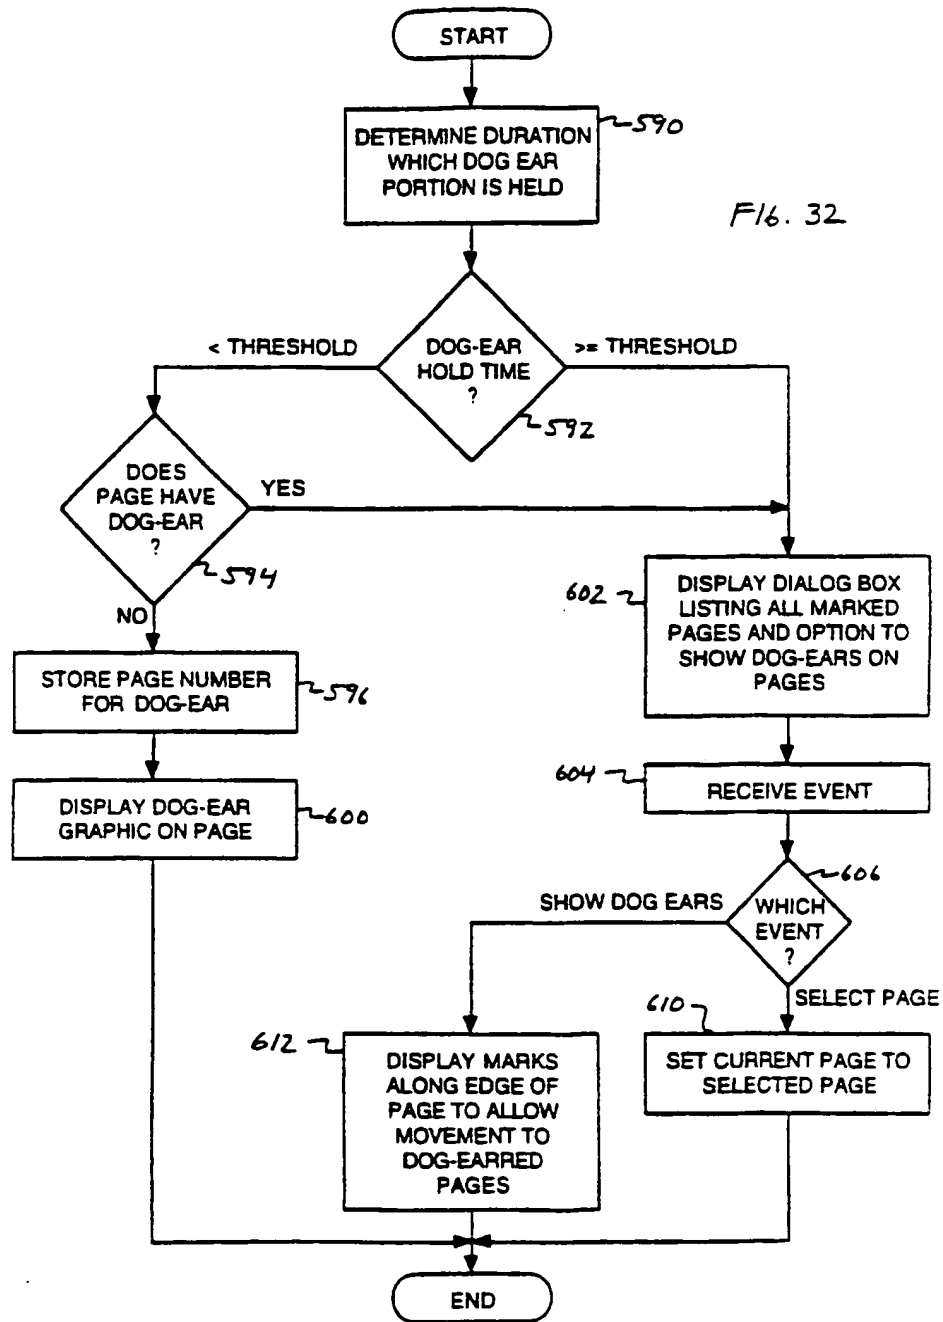 START
DETERMINE DURATION
WHICH DOG EAR
PORTION IS HELD
590
FIG. 32
< THRESHOLD
DOG-EAR
HOLD TIME
?
>= THRESHOLD
592
DOES
PAGE HAVE
DOG-EAR
?
YES
594
NO
602
DISPLAY DIALOG BOX
LISTING ALL MARKED
PAGES AND OPTION TO
SHOW DOG-EARS ON
PAGES
STORE PAGE NUMBER
FOR DOG-EAR
596
604
RECEIVE EVENT
DISPLAY DOG-EAR
GRAPHIC ON PAGE
600
606
SHOW DOG EARS
WHICH
EVENT
?
SELECT PAGE
610
SET CURRENT PAGE TO
SELECTED PAGE
612
DISPLAY MARKS
ALONG EDGE OF
PAGE TO ALLOW
MOVEMENT TO
DOG-EARRED
PAGES
END